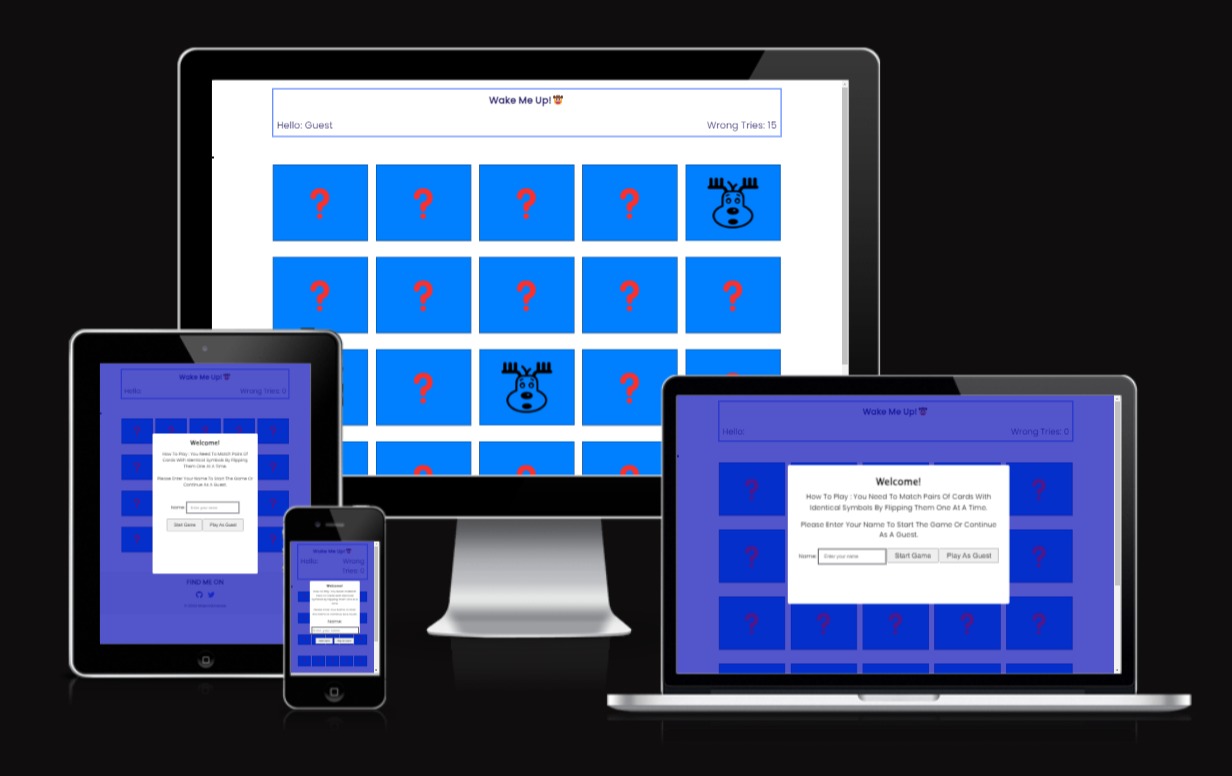 Wake Me Up!
Hello: Guest
Wrong Tries: 15
? ? ? ?
? ? ? ? ?
? ? ?
? ? ?
Wake Me Up!
Hello:
Wrong Tries: 0
Welcome!
How To Play : You Need To Match Pairs Of
Cards With Identical Symbols By Flipping
Them One At A Time.
Please Enter Your Name To Start The Game Or
Continue As A Guest.
Name: Enter your name
Start Game
Play As Guest
FIND ME ON
Wake Me Up!
Hello:
Wrong
Tries: 0
Welcome!
Name:
Wake Me Up!
Hello:
Wrong Tries: 0
? ?
? ?
? ? ? ? ?
Welcome!
How To Play : You Need To Match Pairs Of Cards With
Identical Symbols By Flipping Them One At A Time.
Please Enter Your Name To Start The Game Or Continue
As A Guest.
Name: Enter your name
Start Game
Play As Guest